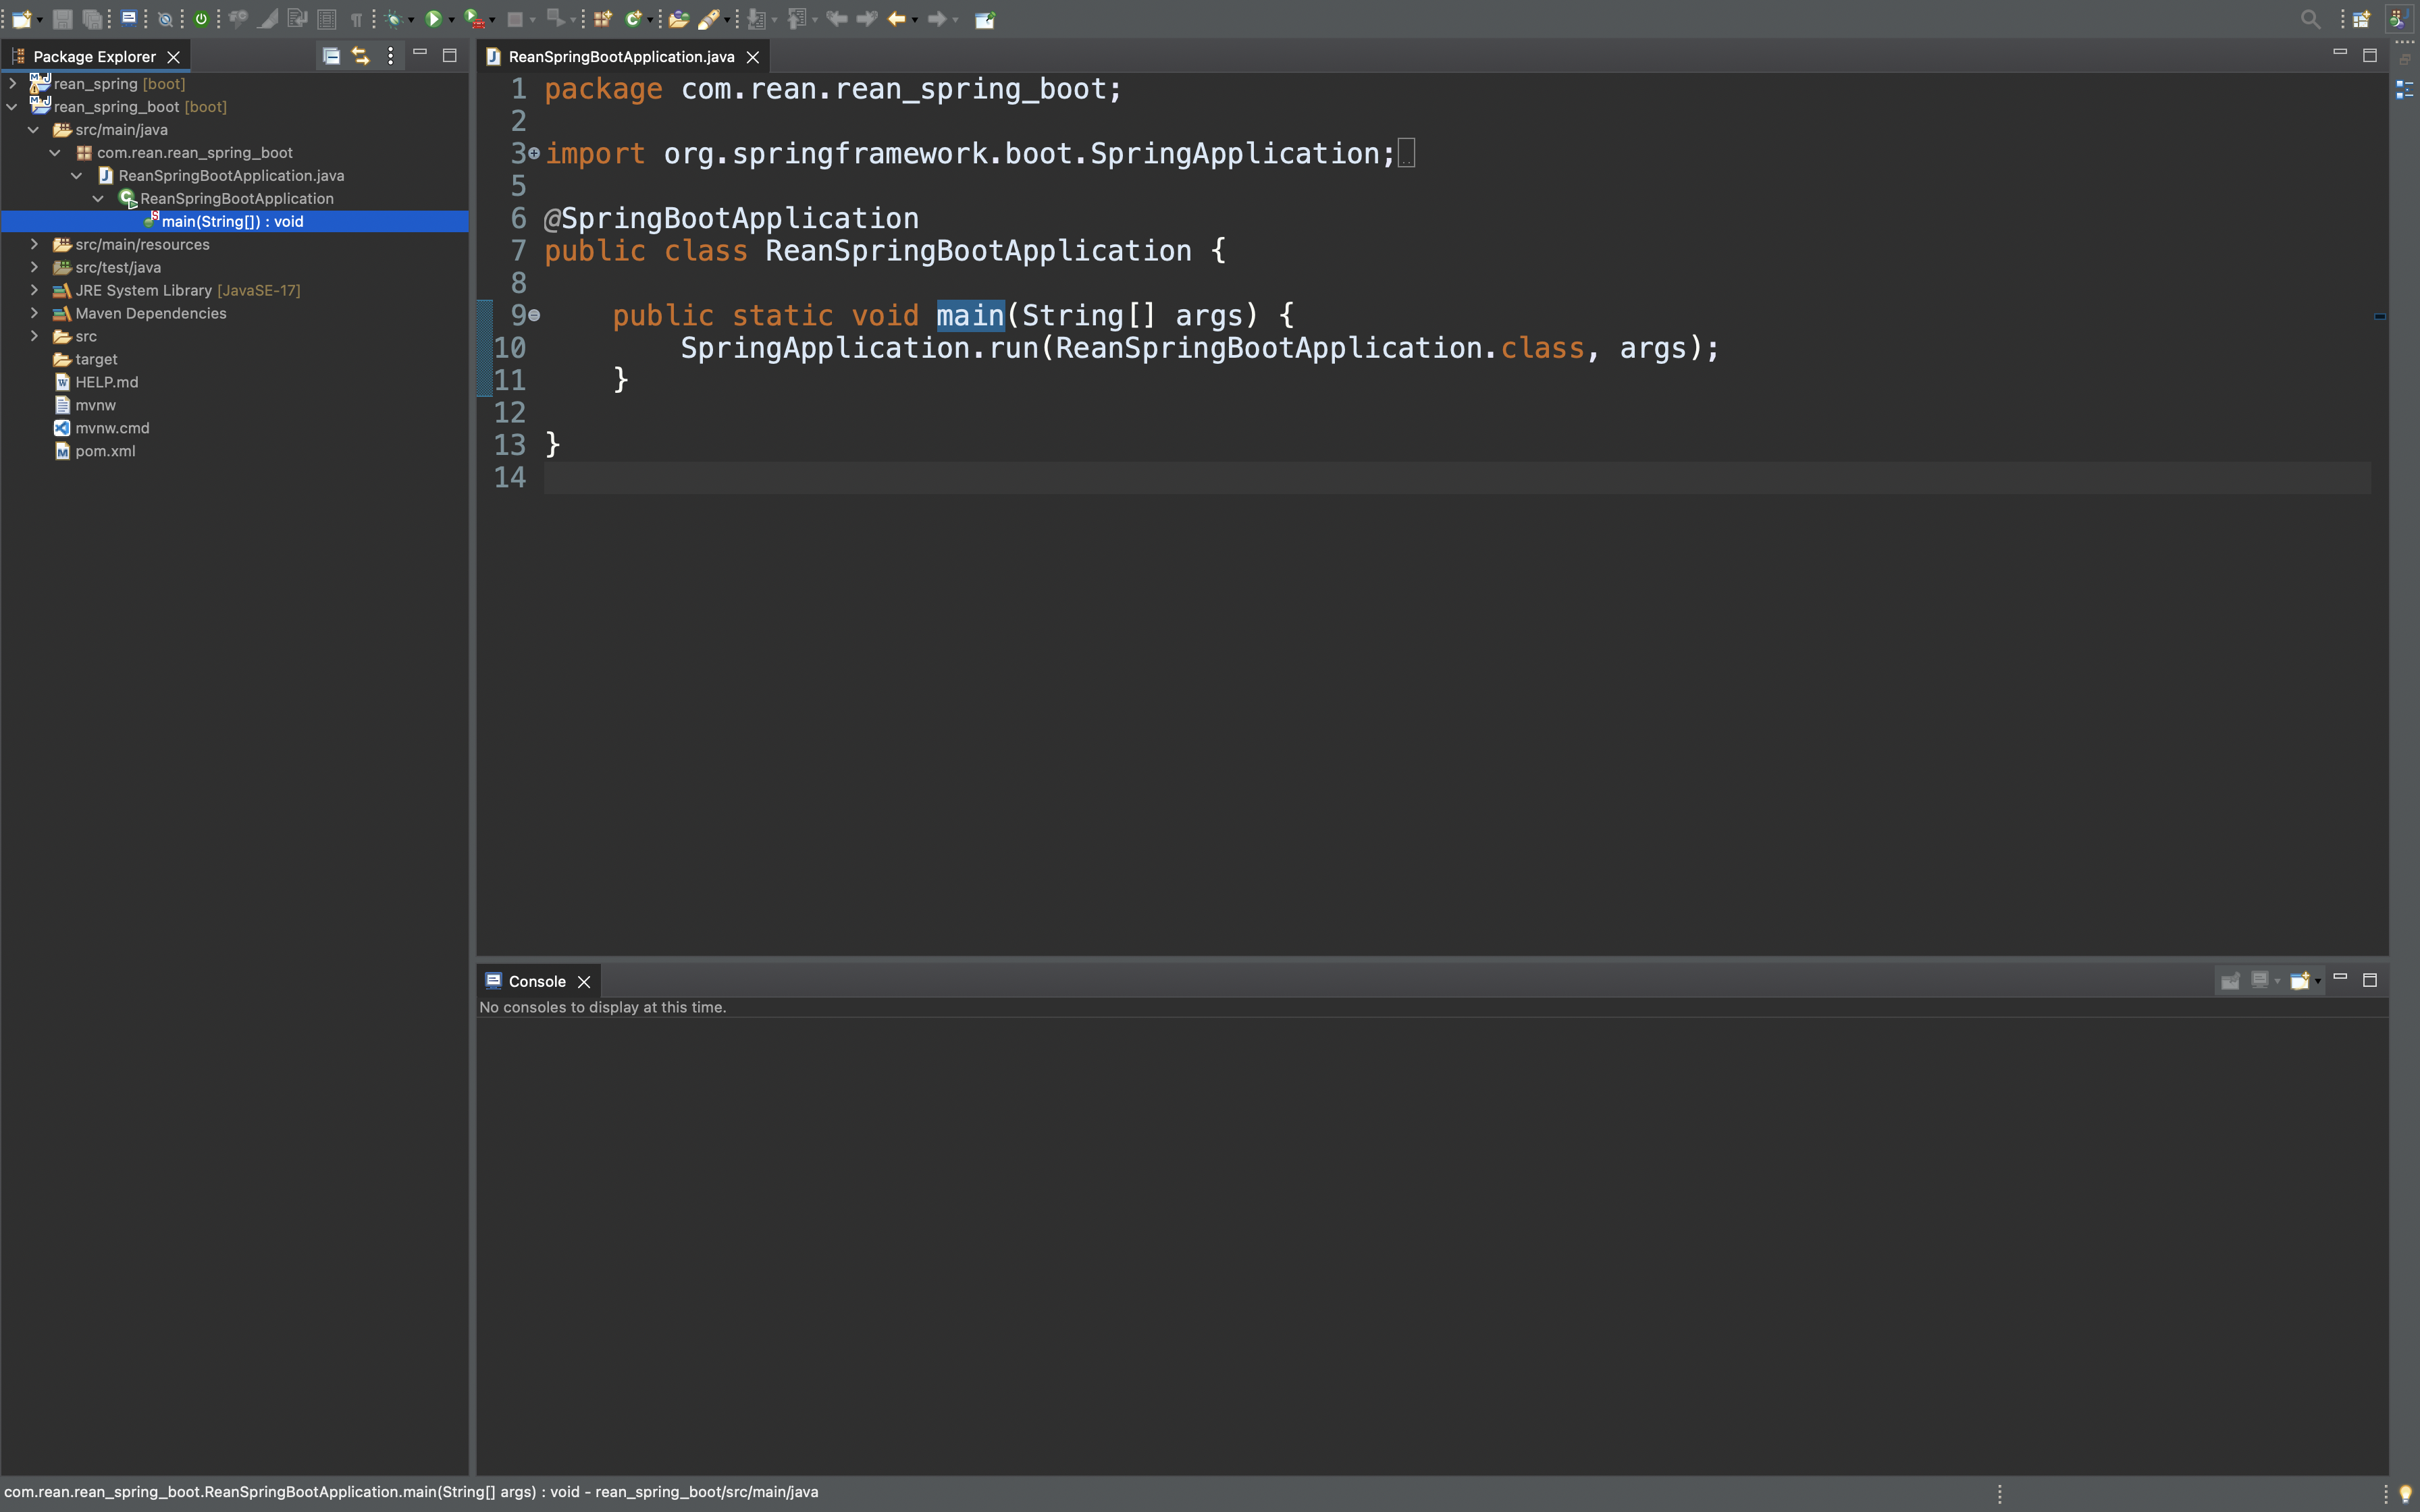 Package Explorer
rean_spring [boot]
rean_spring_boot [boot]
src/main/java
com.rean.rean_spring_boot
ReanSpringBootApplication.java
ReanSpringBootApplication
main(String[]) : void
src/main/resources
src/test/java
JRE System Library [JavaSE-17]
Maven Dependencies
src
target
HELP.md
mvnw
mvnw.cmd
pom.xml
ReanSpringBootApplication.java
1 package com.rean.rean_spring_boot;
2
3 import org.springframework.boot.SpringApplication;
5
6 @SpringBootApplication
7 public class ReanSpringBootApplication {
8
9 public static void main(String[] args) {
10 SpringApplication.run(ReanSpringBootApplication.class, args);
11 }
12
13 }
14
Console
No consoles to display at this time.
com.rean.rean_spring_boot.ReanSpringBootApplication.main(String[] args) : void - rean_spring_boot/src/main/java